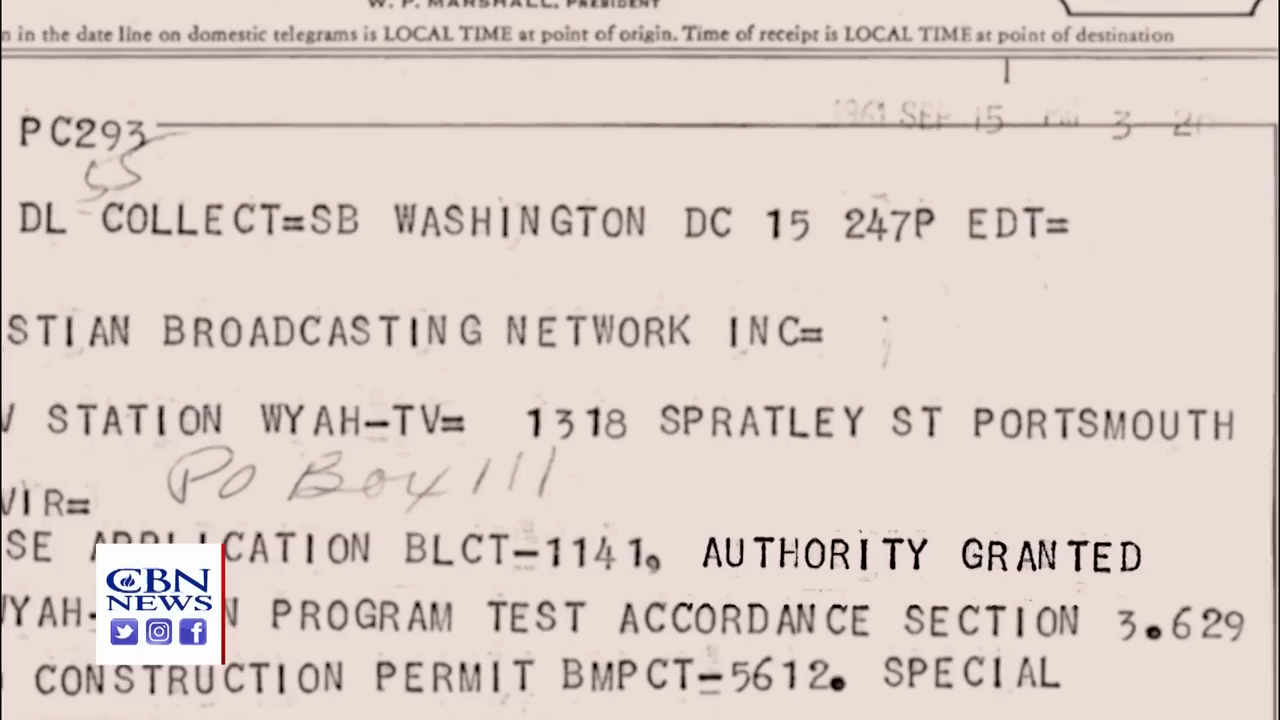 W. P. MARSHALL, PRESIDENT
n in the date line on domestic telegrams is LOCAL TIME at point of origin. Time of receipt is LOCAL TIME at point of destination
1961 SEP 15 PM 3 2
PC293
DL COLLECT=SB WASHINGTON DC 15 247P EDT=
STIAN BROADCASTING NETWORK INC=
V STATION WYAH-TV= 1318 SPRATLEY ST PORTSMOUTH
PO Box 111
VIR=
SE APPLICATION BLCT-1141, AUTHORITY GRANTED
WYAH- N PROGRAM TEST ACCORDANCE SECTION 3.629
CONSTRUCTION PERMIT BMPCT-5612. SPECIAL
CBN
NEWS